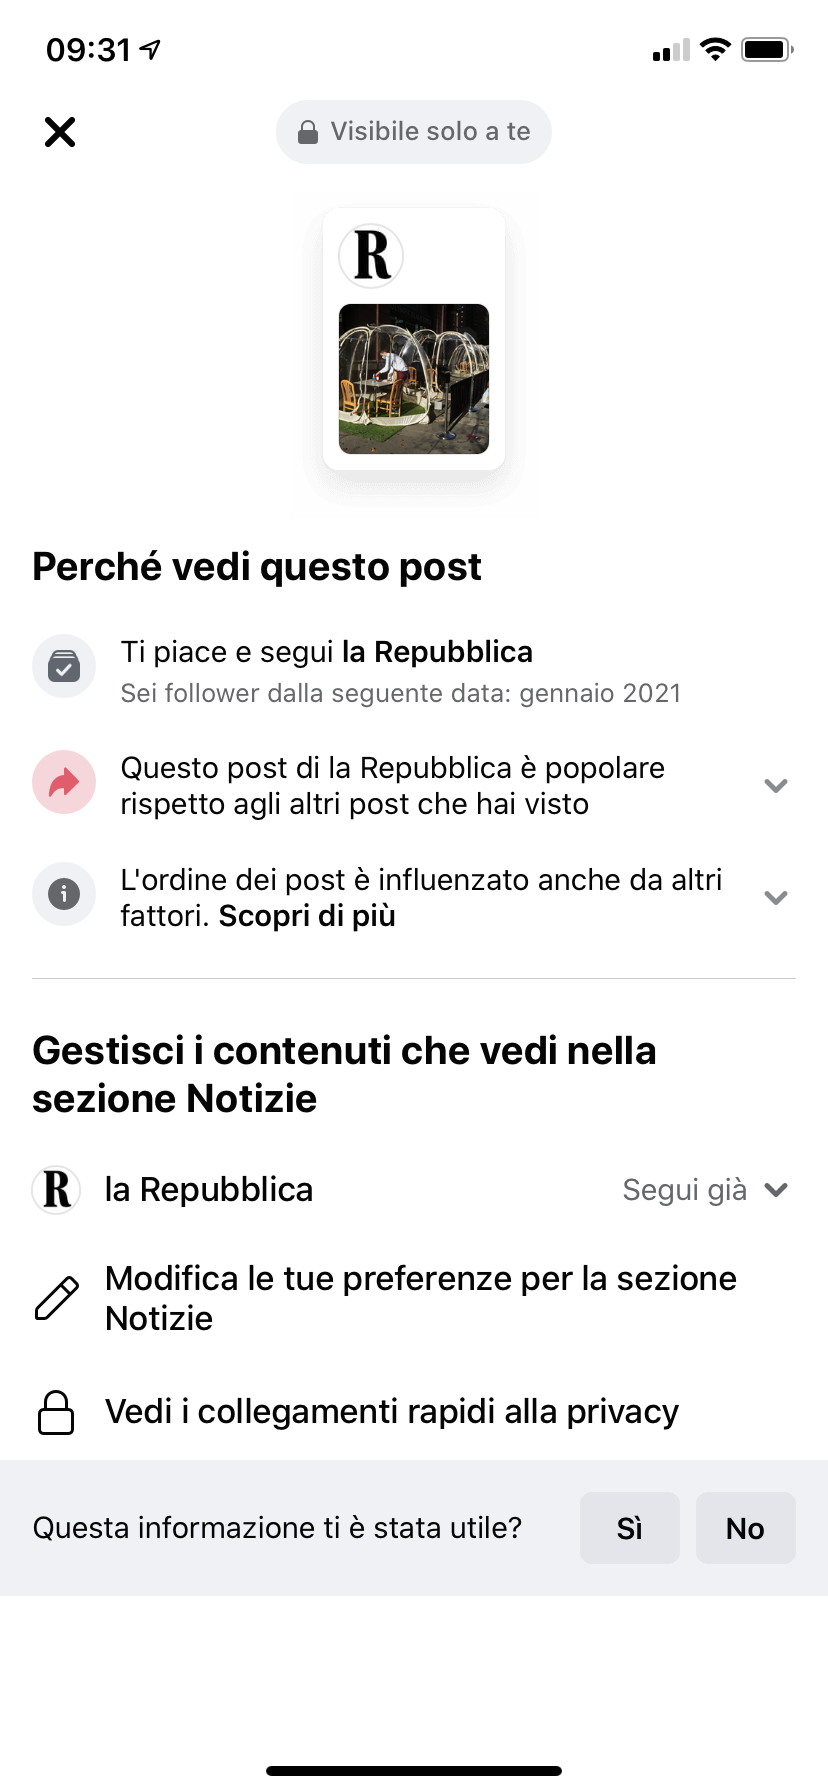 09:31
Visibile solo a te
R
Perché vedi questo post
Ti piace e segui la Repubblica
Sei follower dalla seguente data: gennaio 2021
Questo post di la Repubblica è popolare
rispetto agli altri post che hai visto
L'ordine dei post è influenzato anche da altri
fattori. Scopri di più
Gestisci i contenuti che vedi nella
sezione Notizie
R la Repubblica Segui già
Modifica le tue preferenze per la sezione
Notizie
Vedi i collegamenti rapidi alla privacy
Questa informazione ti è stata utile? Sì No